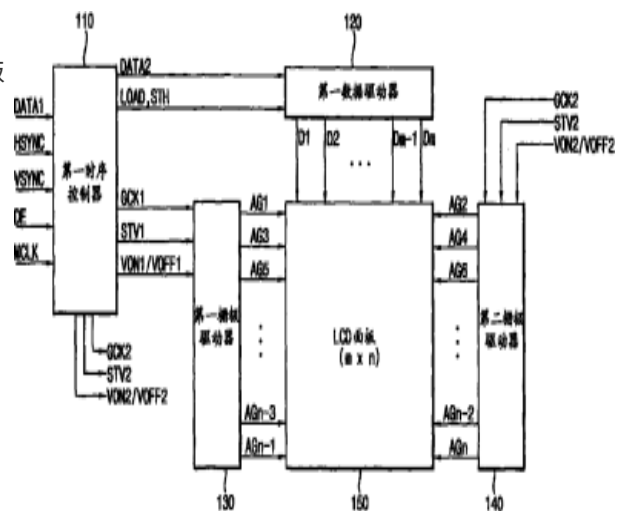 110
120
DATA2
LOAD,STH
第一数据驱动器
DATA1
HSYNC
VSYNC
DE
MCLK
第一时序
控制器
D1
D2
...
Dm-1
Dm
GCK2
STV2
VON2/VOFF2
GCK1
STV1
VON1/VOFF1
AG1
AG3
AG5
AG2
AG4
AG6
第一栅极
驱动器
LCD面板
(m x n)
第二栅极
驱动器
GCK2
STV2
VON2/VOFF2
AGn-3
AGn-1
AGn-2
AGn
130
150
140